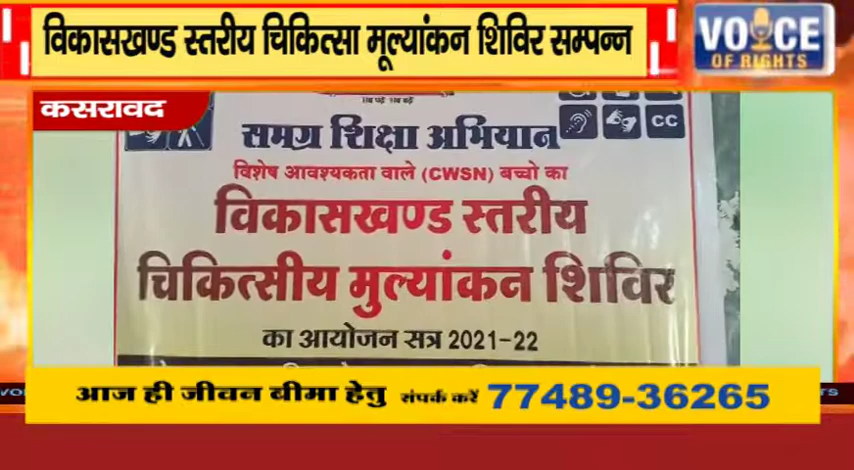 विकासखण्ड स्तरीय चिकित्सा मूल्यांकन शिविर सम्पन्न
VOICE
OF RIGHTS
कसरावद
CC
समग्र शिक्षा अभियान
विशेष आवश्यकता वाले (CWSN) बच्चो का
विकासखण्ड स्तरीय
चिकित्सीय मुल्यांकन शिविर
का आयोजन सत्र 2021-22
आज ही जीवन बीमा हेतु संपर्क करें 77489-36265